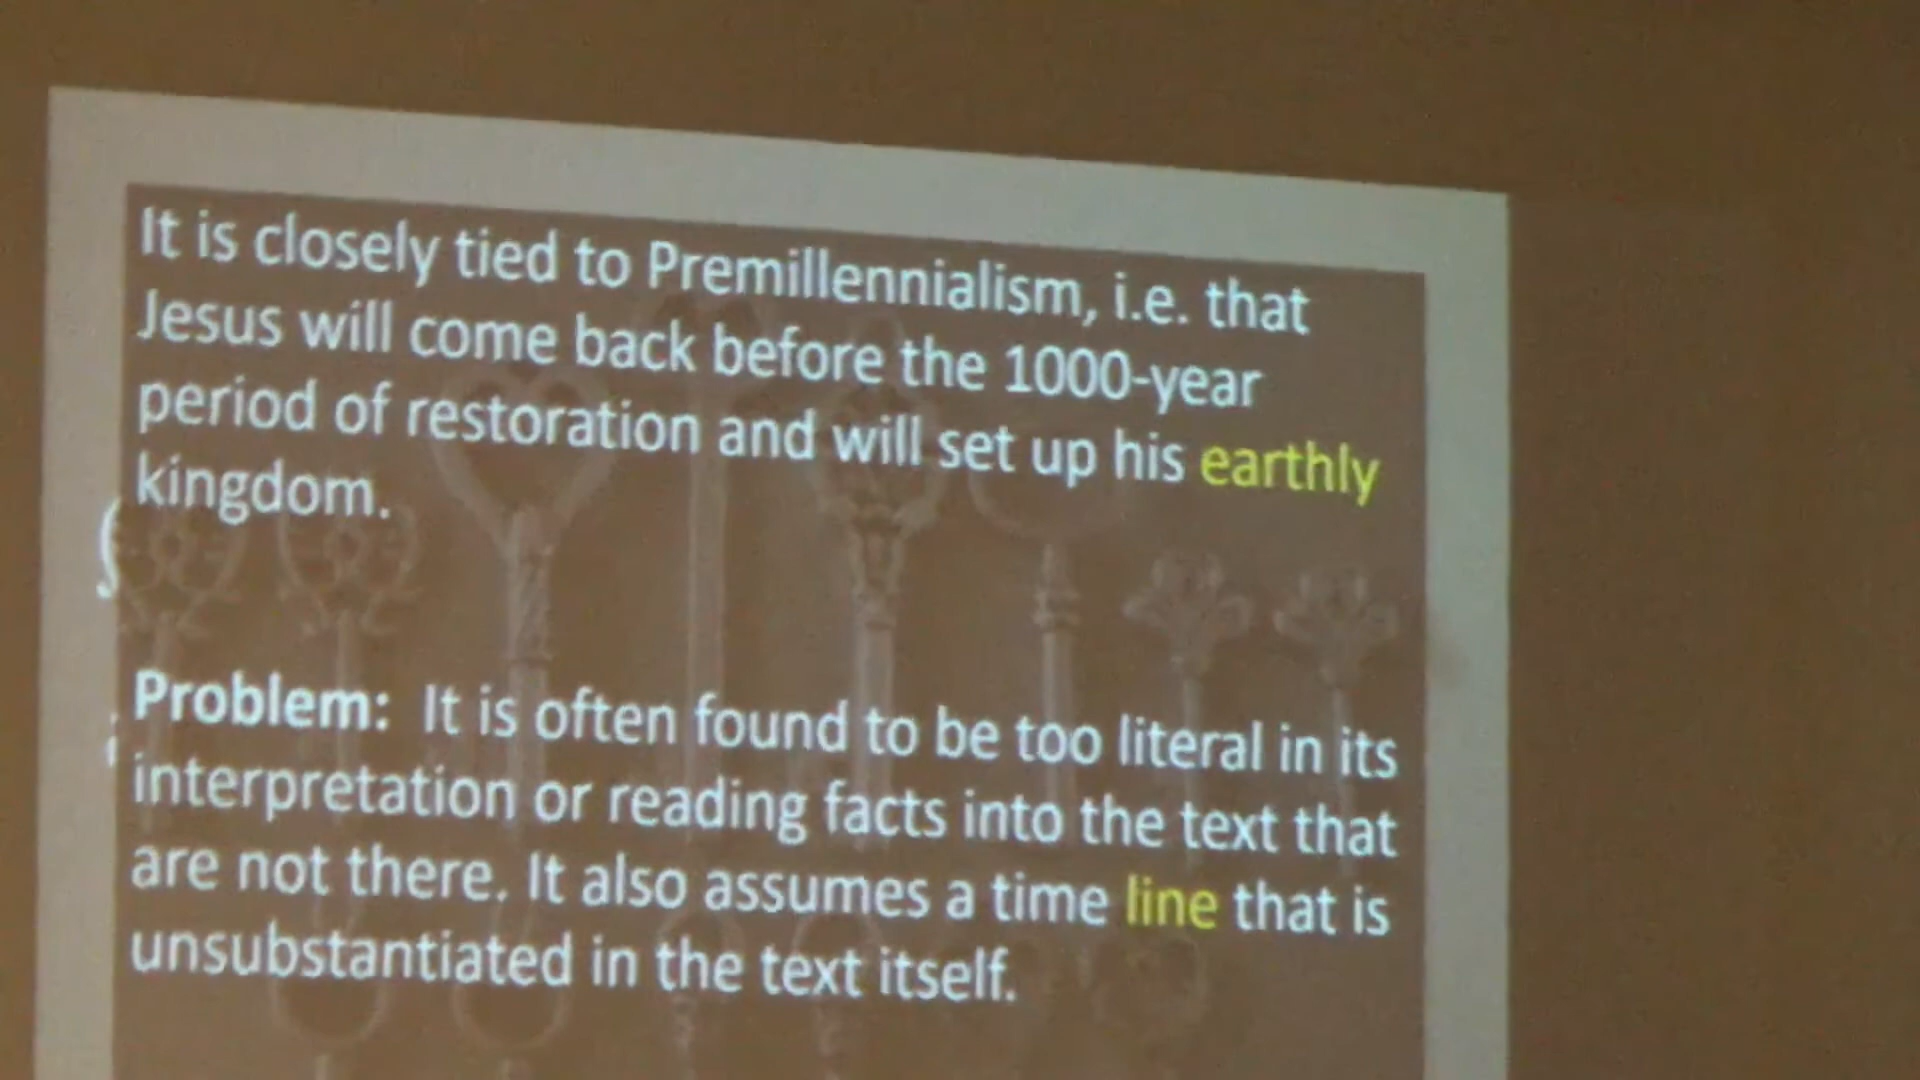 It is closely tied to Premillennialism, i.e. that
Jesus will come back before the 1000-year
period of restoration and will set up his earthly
kingdom.
Problem: It is often found to be too literal in its
interpretation or reading facts into the text that
are not there. It also assumes a time line that is
unsubstantiated in the text itself.